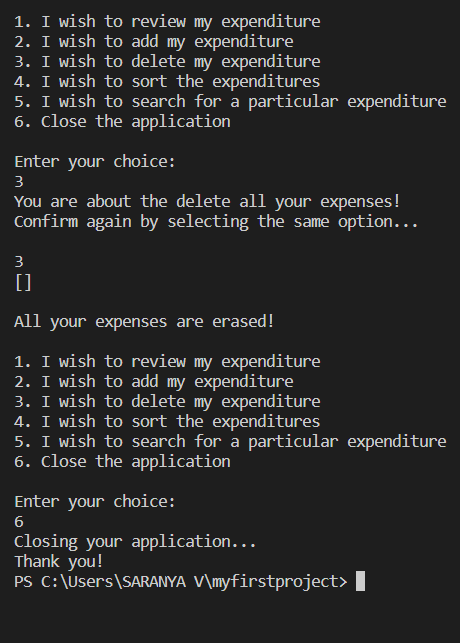 1. I wish to review my expenditure
2. I wish to add my expenditure
3. I wish to delete my expenditure
4. I wish to sort the expenditures
5. I wish to search for a particular expenditure
6. Close the application
Enter your choice:
3
You are about the delete all your expenses!
Confirm again by selecting the same option...
3
[]
All your expenses are erased!
1. I wish to review my expenditure
2. I wish to add my expenditure
3. I wish to delete my expenditure
4. I wish to sort the expenditures
5. I wish to search for a particular expenditure
6. Close the application
Enter your choice:
6
Closing your application...
Thank you!
PS C:\Users\SARANYA V\myfirstproject>